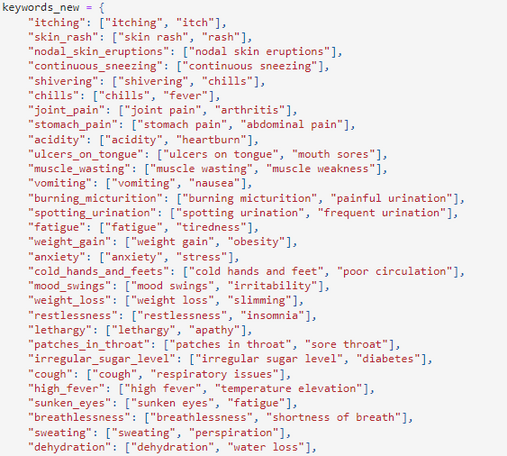 keywords_new = {
"itching": ["itching", "itch"],
"skin_rash": ["skin rash", "rash"],
"nodal_skin_eruptions": ["nodal skin eruptions"],
"continuous_sneezing": ["continuous sneezing"],
"shivering": ["shivering", "chills"],
"chills": ["chills", "fever"],
"joint_pain": ["joint pain", "arthritis"],
"stomach_pain": ["stomach pain", "abdominal pain"],
"acidity": ["acidity", "heartburn"],
"ulcers_on_tongue": ["ulcers on tongue", "mouth sores"],
"muscle_wasting": ["muscle wasting", "muscle weakness"],
"vomiting": ["vomiting", "nausea"],
"burning_micturition": ["burning micturition", "painful urination"],
"spotting_urination": ["spotting urination", "frequent urination"],
"fatigue": ["fatigue", "tiredness"],
"weight_gain": ["weight gain", "obesity"],
"anxiety": ["anxiety", "stress"],
"cold_hands_and_feets": ["cold hands and feet", "poor circulation"],
"mood_swings": ["mood swings", "irritability"],
"weight_loss": ["weight loss", "slimming"],
"restlessness": ["restlessness", "insomnia"],
"lethargy": ["lethargy", "apathy"],
"patches_in_throat": ["patches in throat", "sore throat"],
"irregular_sugar_level": ["irregular sugar level", "diabetes"],
"cough": ["cough", "respiratory issues"],
"high_fever": ["high fever", "temperature elevation"],
"sunken_eyes": ["sunken eyes", "fatigue"],
"breathlessness": ["breathlessness", "shortness of breath"],
"sweating": ["sweating", "perspiration"],
"dehydration": ["dehydration", "water loss"],